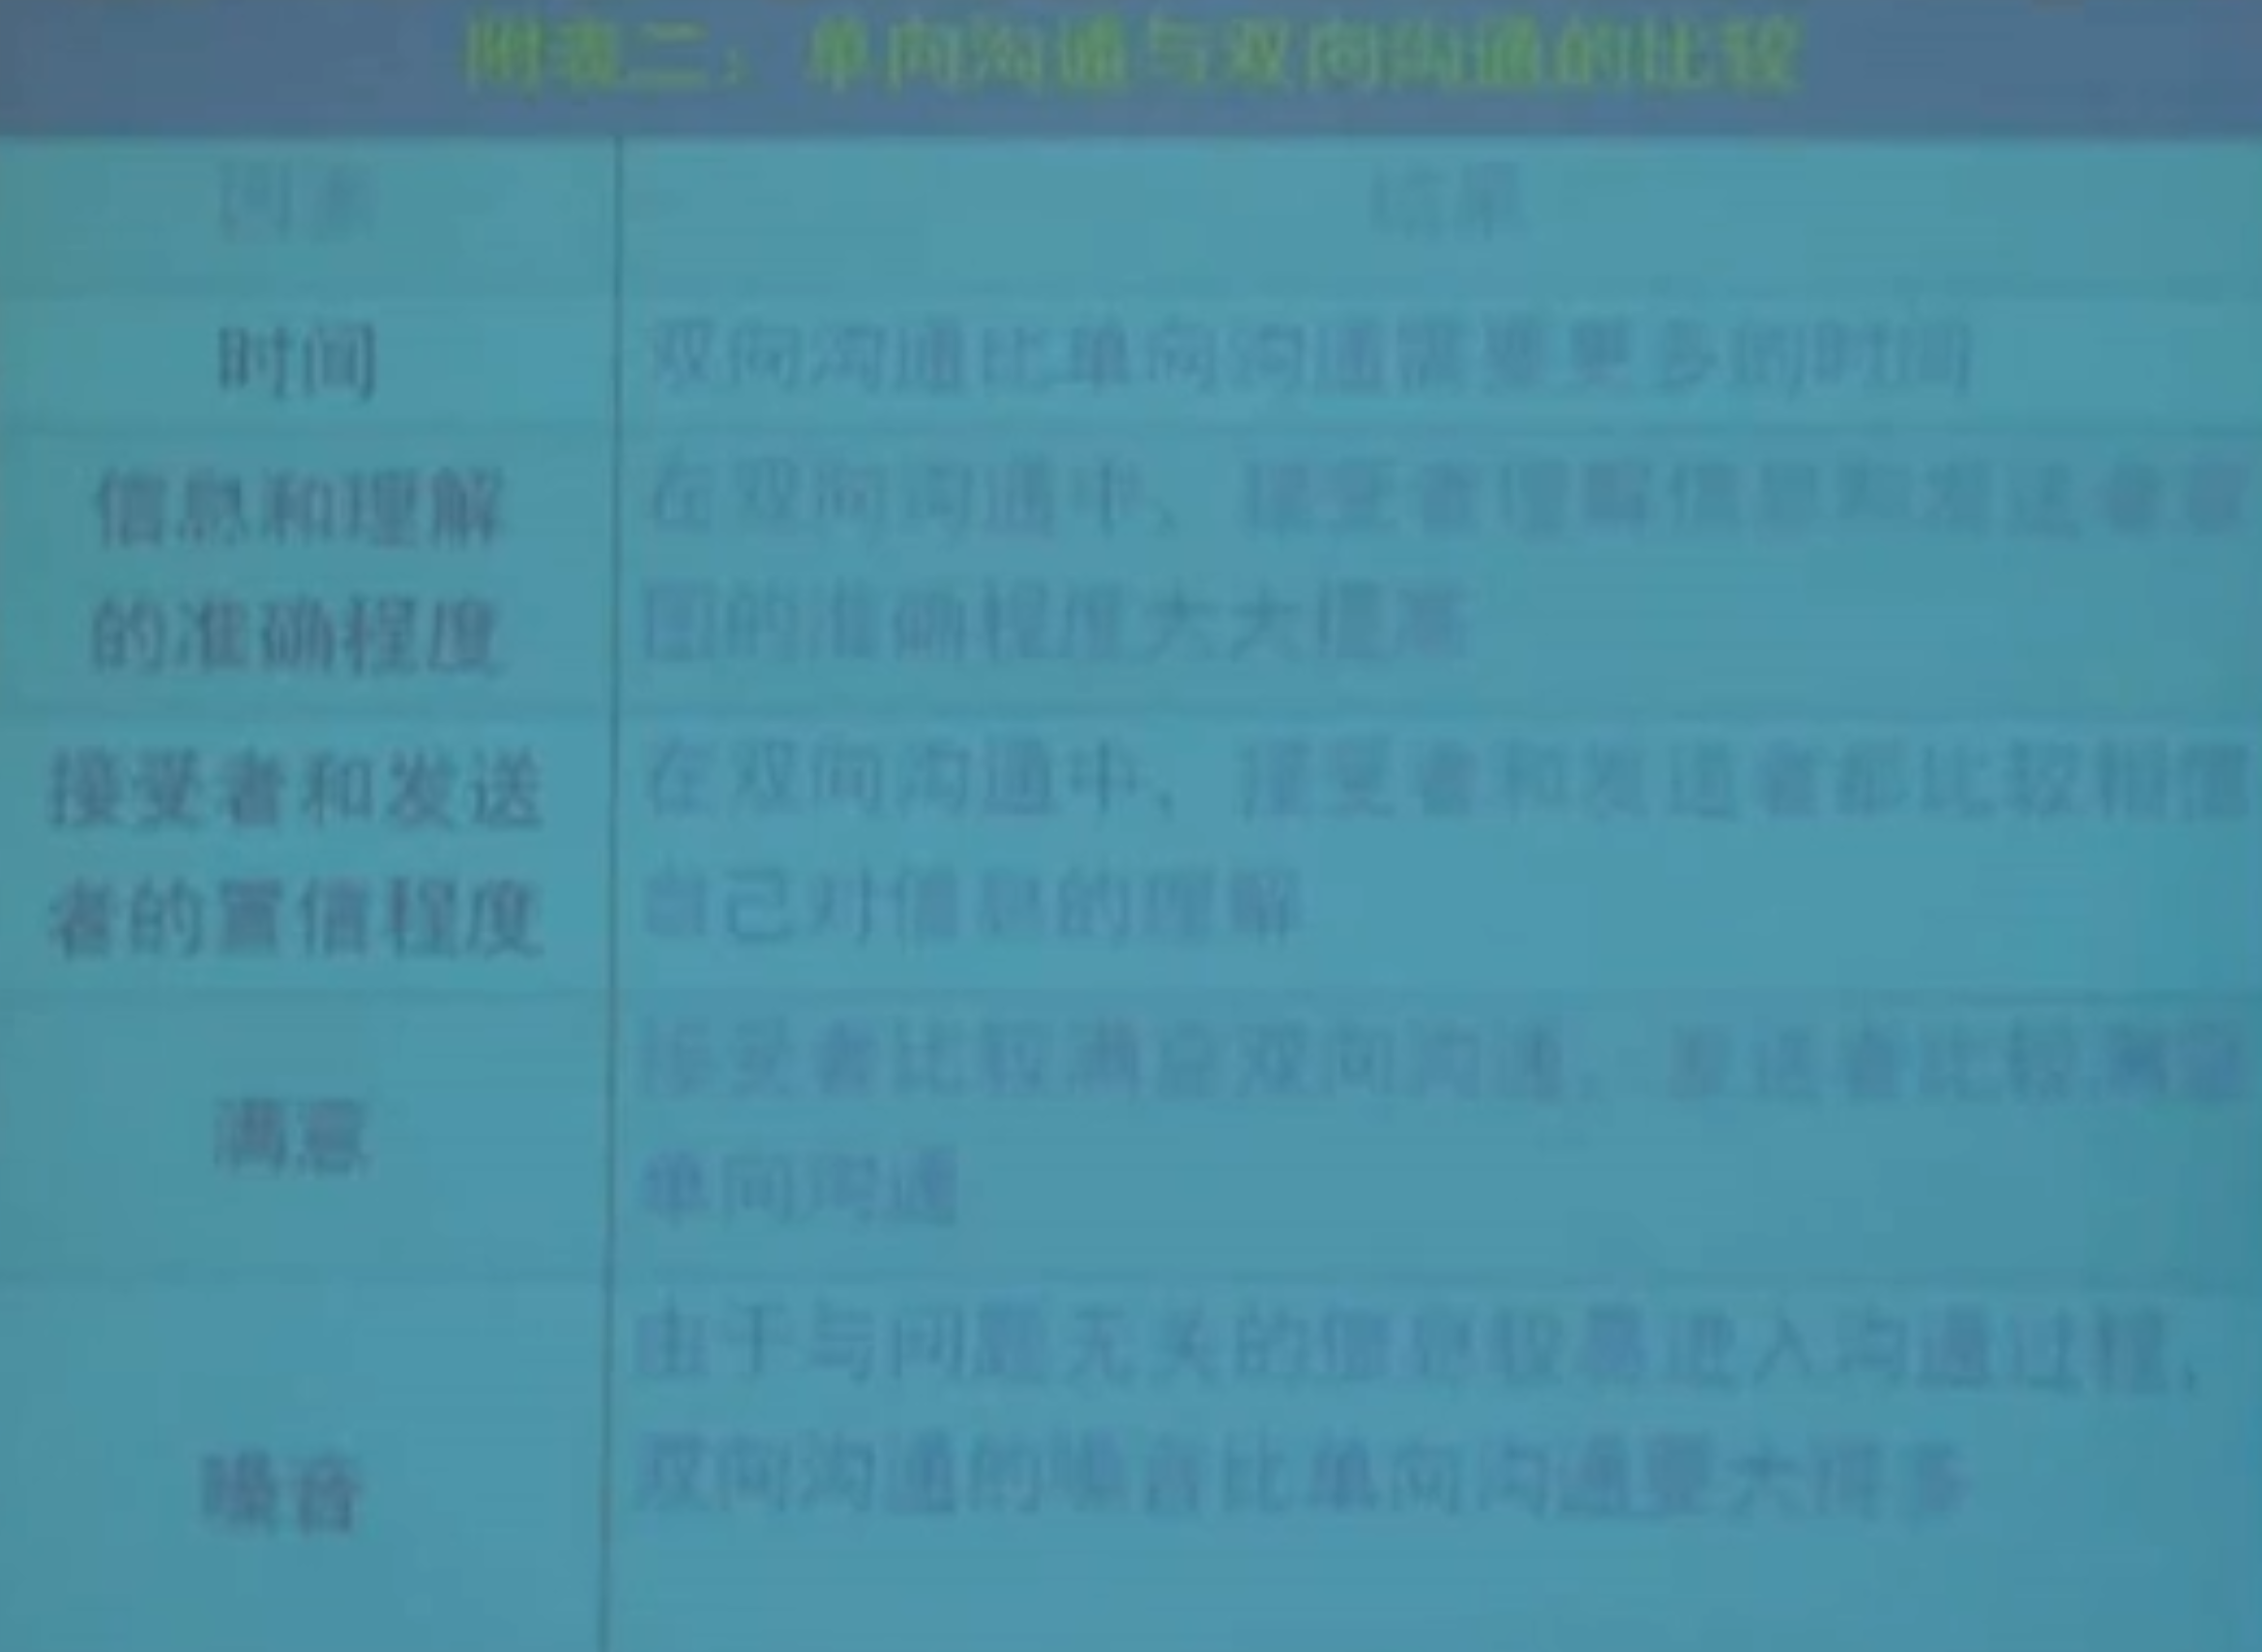 附表二：单向沟通与双向沟通的比较
因素
结果
时间
双向沟通比单向沟通需要更多的时间
信息和理解
的准确程度
在双向沟通中，接受者理解信息和发送者意
图的准确程度大大提高
接受者和发送
者的置信程度
在双向沟通中，接受者和发送者都比较相信
自己对信息的理解
满意
接受者比较满意双向沟通，发送者比较满意
单向沟通
噪音
由于与问题无关的信息较易进入沟通过程，
双向沟通的噪音比单向沟通要大得多